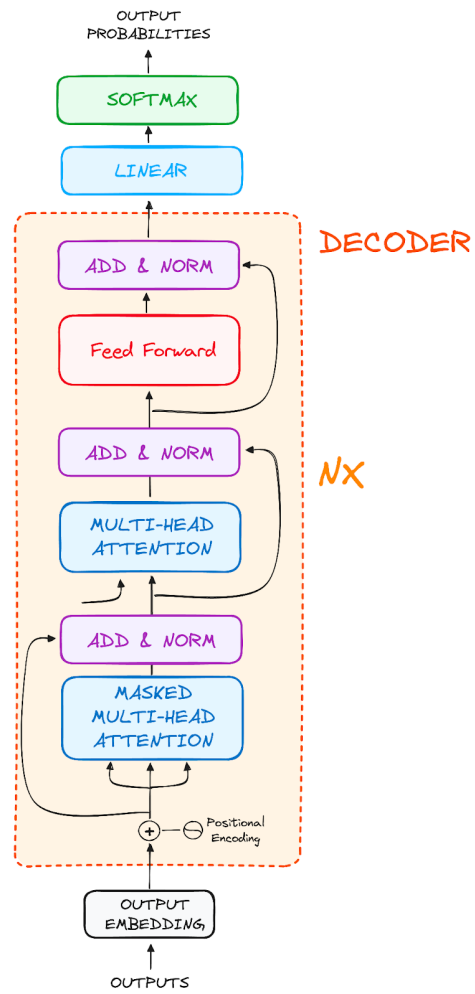 OUTPUT
PROBABILITIES
SOFTMAX
LINEAR
DECODER
ADD & NORM
Feed Forward
ADD & NORM
NX
MULTI-HEAD
ATTENTION
ADD & NORM
MASKED
MULTI-HEAD
ATTENTION
Positional
Encoding
OUTPUT
EMBEDDING
OUTPUTS